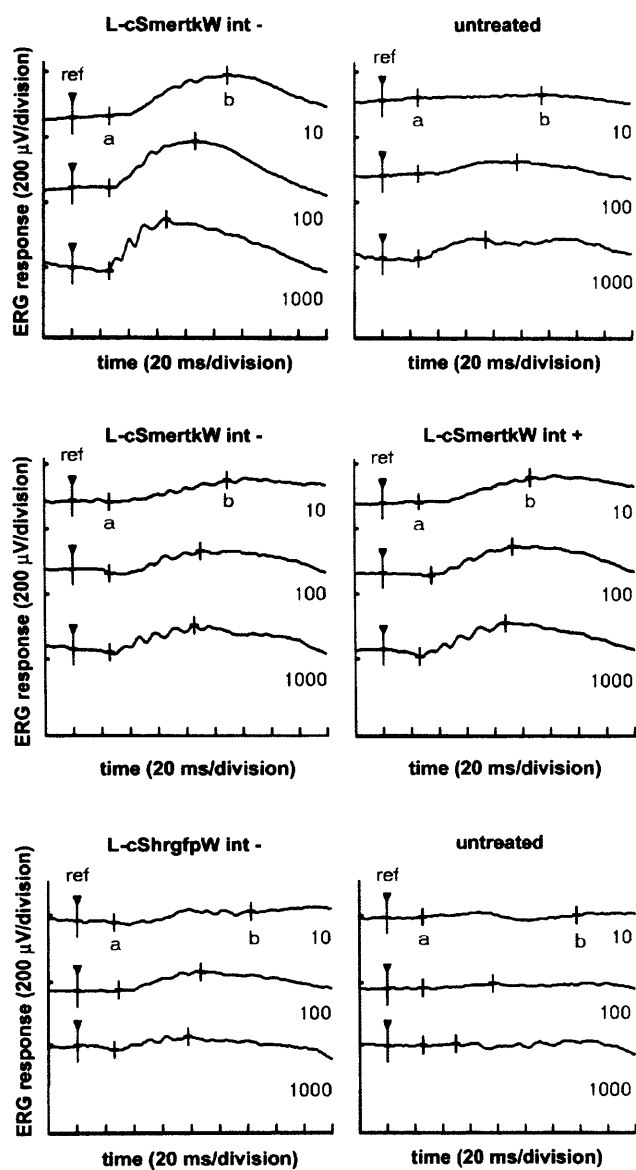 L-cSmertkW int -
untreated
ERG response (200 µV/division)
ref
a
b
10
100
1000
time (20 ms/division)
ref
a
b
10
100
1000
time (20 ms/division)
L-cSmertkW int -
L-cSmertkW int +
ERG response (200 µV/division)
ref
a
b
10
100
1000
time (20 ms/division)
ref
a
b
10
100
1000
time (20 ms/division)
L-cShrgfpW int -
untreated
ERG response (200 µV/division)
ref
a
b
10
100
1000
time (20 ms/division)
ref
a
b
10
100
1000
time (20 ms/division)